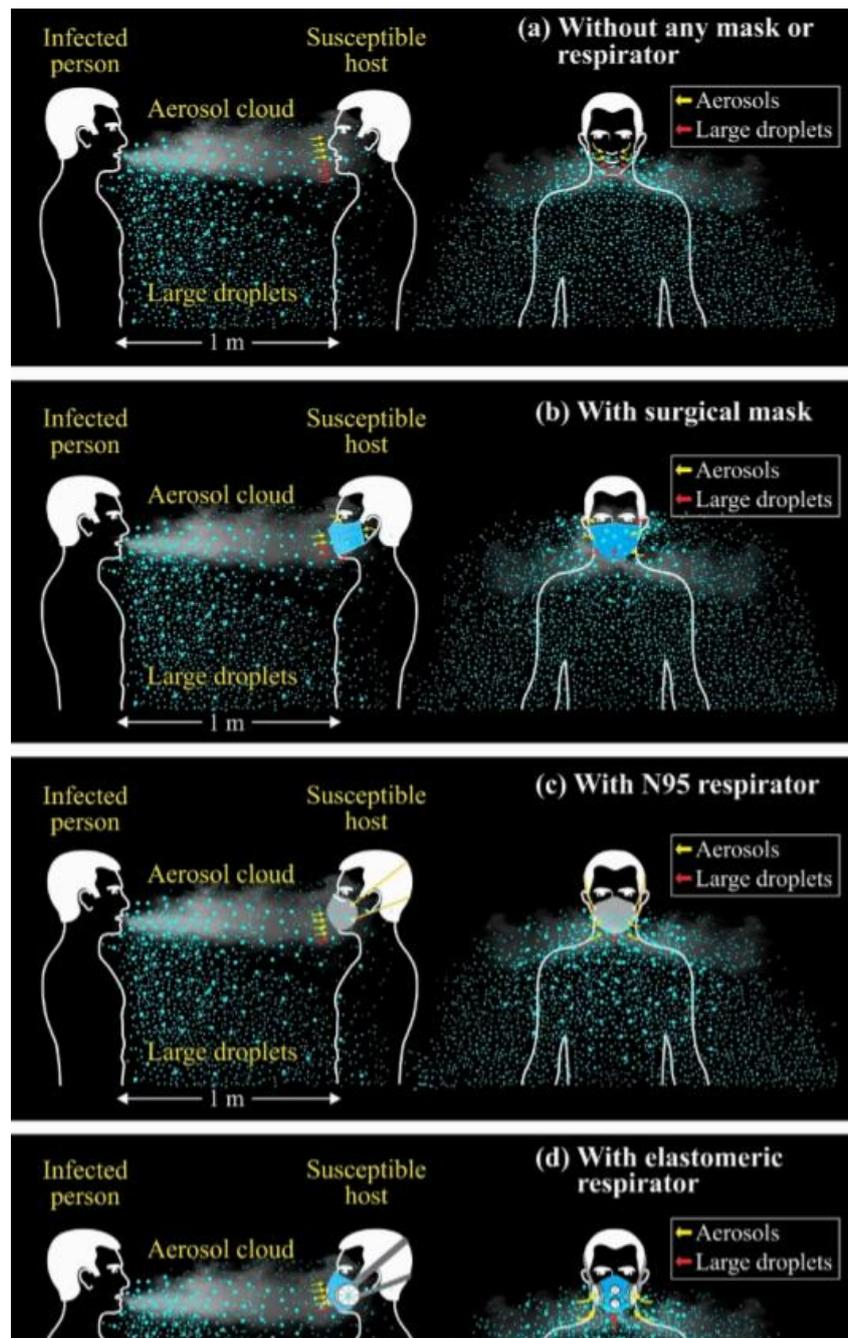 Infected
person
Susceptible
host
(a) Without any mask or
respirator
Aerosol cloud
Aerosols
Large droplets
Large droplets
1 m
Infected
person
Susceptible
host
(b) With surgical mask
Aerosol cloud
Aerosols
Large droplets
Large droplets
1 m
Infected
person
Susceptible
host
(c) With N95 respirator
Aerosol cloud
Aerosols
Large droplets
Large droplets
1 m
Infected
person
Susceptible
host
(d) With elastomeric
respirator
Aerosol cloud
Aerosols
Large droplets